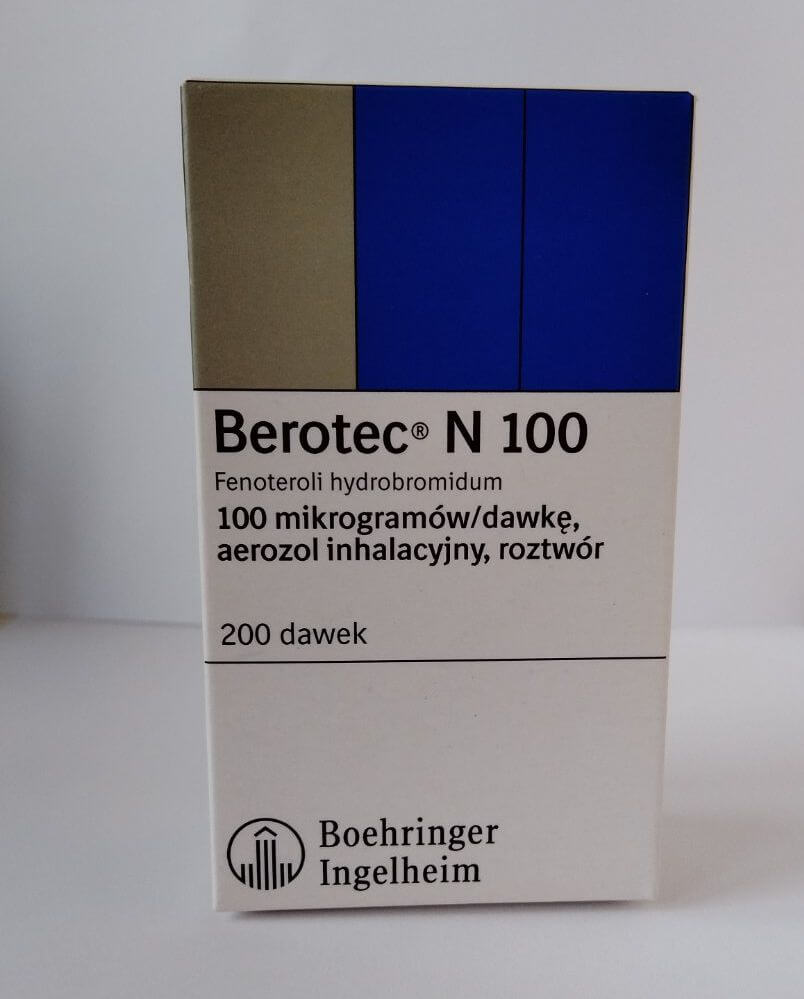 Berotec® N 100
Fenoteroli hydrobromidum
100 mikrogramów/dawkę,
aerozol inhalacyjny, roztwór
200 dawek
Boehringer
Ingelheim